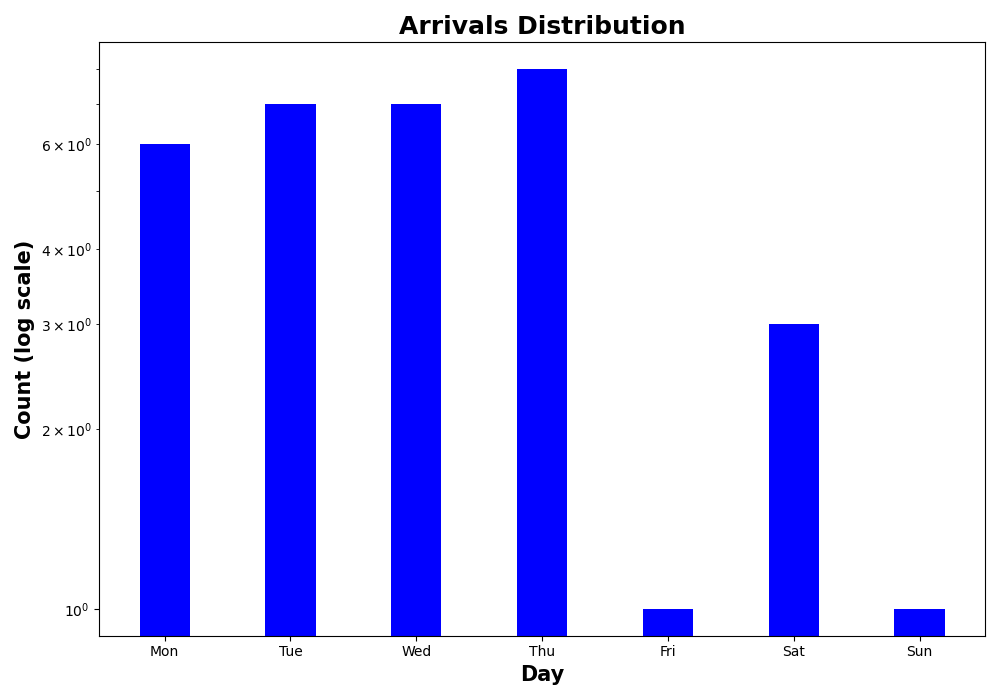 Arrivals Distribution
Count (log scale)
6 × 10⁰
4 × 10⁰
3 × 10⁰
2 × 10⁰
10⁰
Mon Tue Wed Thu Fri Sat Sun
Day